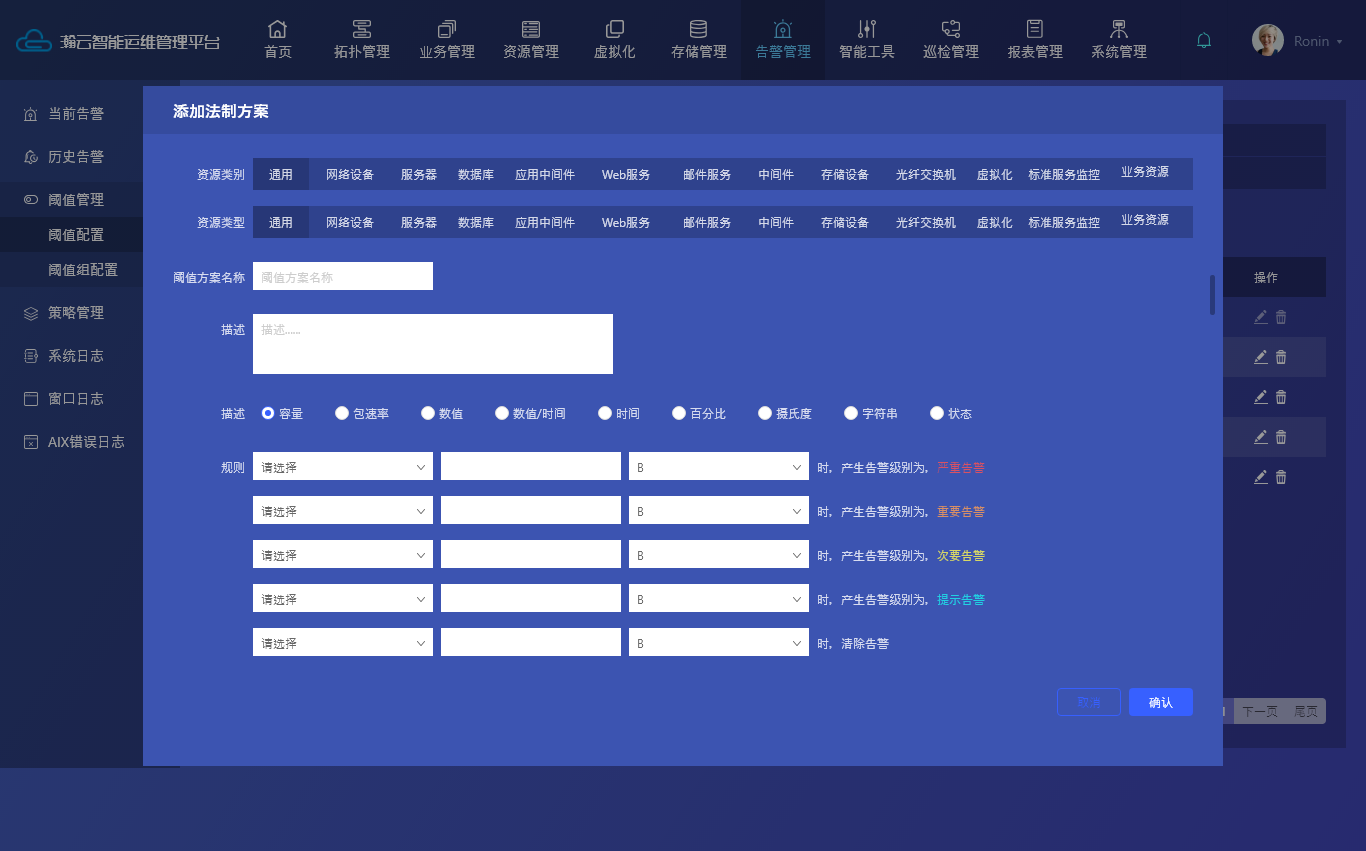 瀚云智能运维管理平台
首页 拓扑管理 业务管理 资源管理 虚拟化 存储管理 告警管理 智能工具 巡检管理 报表管理 系统管理 Ronin
当前告警
历史告警
阈值管理
阈值配置
阈值组配置
策略管理
系统日志
窗口日志
AIX错误日志
添加法制方案
资源类别 通用 网络设备 服务器 数据库 应用中间件 Web服务 邮件服务 中间件 存储设备 光纤交换机 虚拟化 标准服务监控 业务资源
资源类型 通用 网络设备 服务器 数据库 应用中间件 Web服务 邮件服务 中间件 存储设备 光纤交换机 虚拟化 标准服务监控 业务资源
阈值方案名称 阈值方案名称
描述 描述......
描述 容量 包速率 数值 数值/时间 时间 百分比 摄氏度 字符串 状态
规则 请选择 B 时，产生告警级别为，严重告警
请选择 B 时，产生告警级别为，重要告警
请选择 B 时，产生告警级别为，次要告警
请选择 B 时，产生告警级别为，提示告警
请选择 B 时，清除告警
取消 确认
操作
下一页 尾页